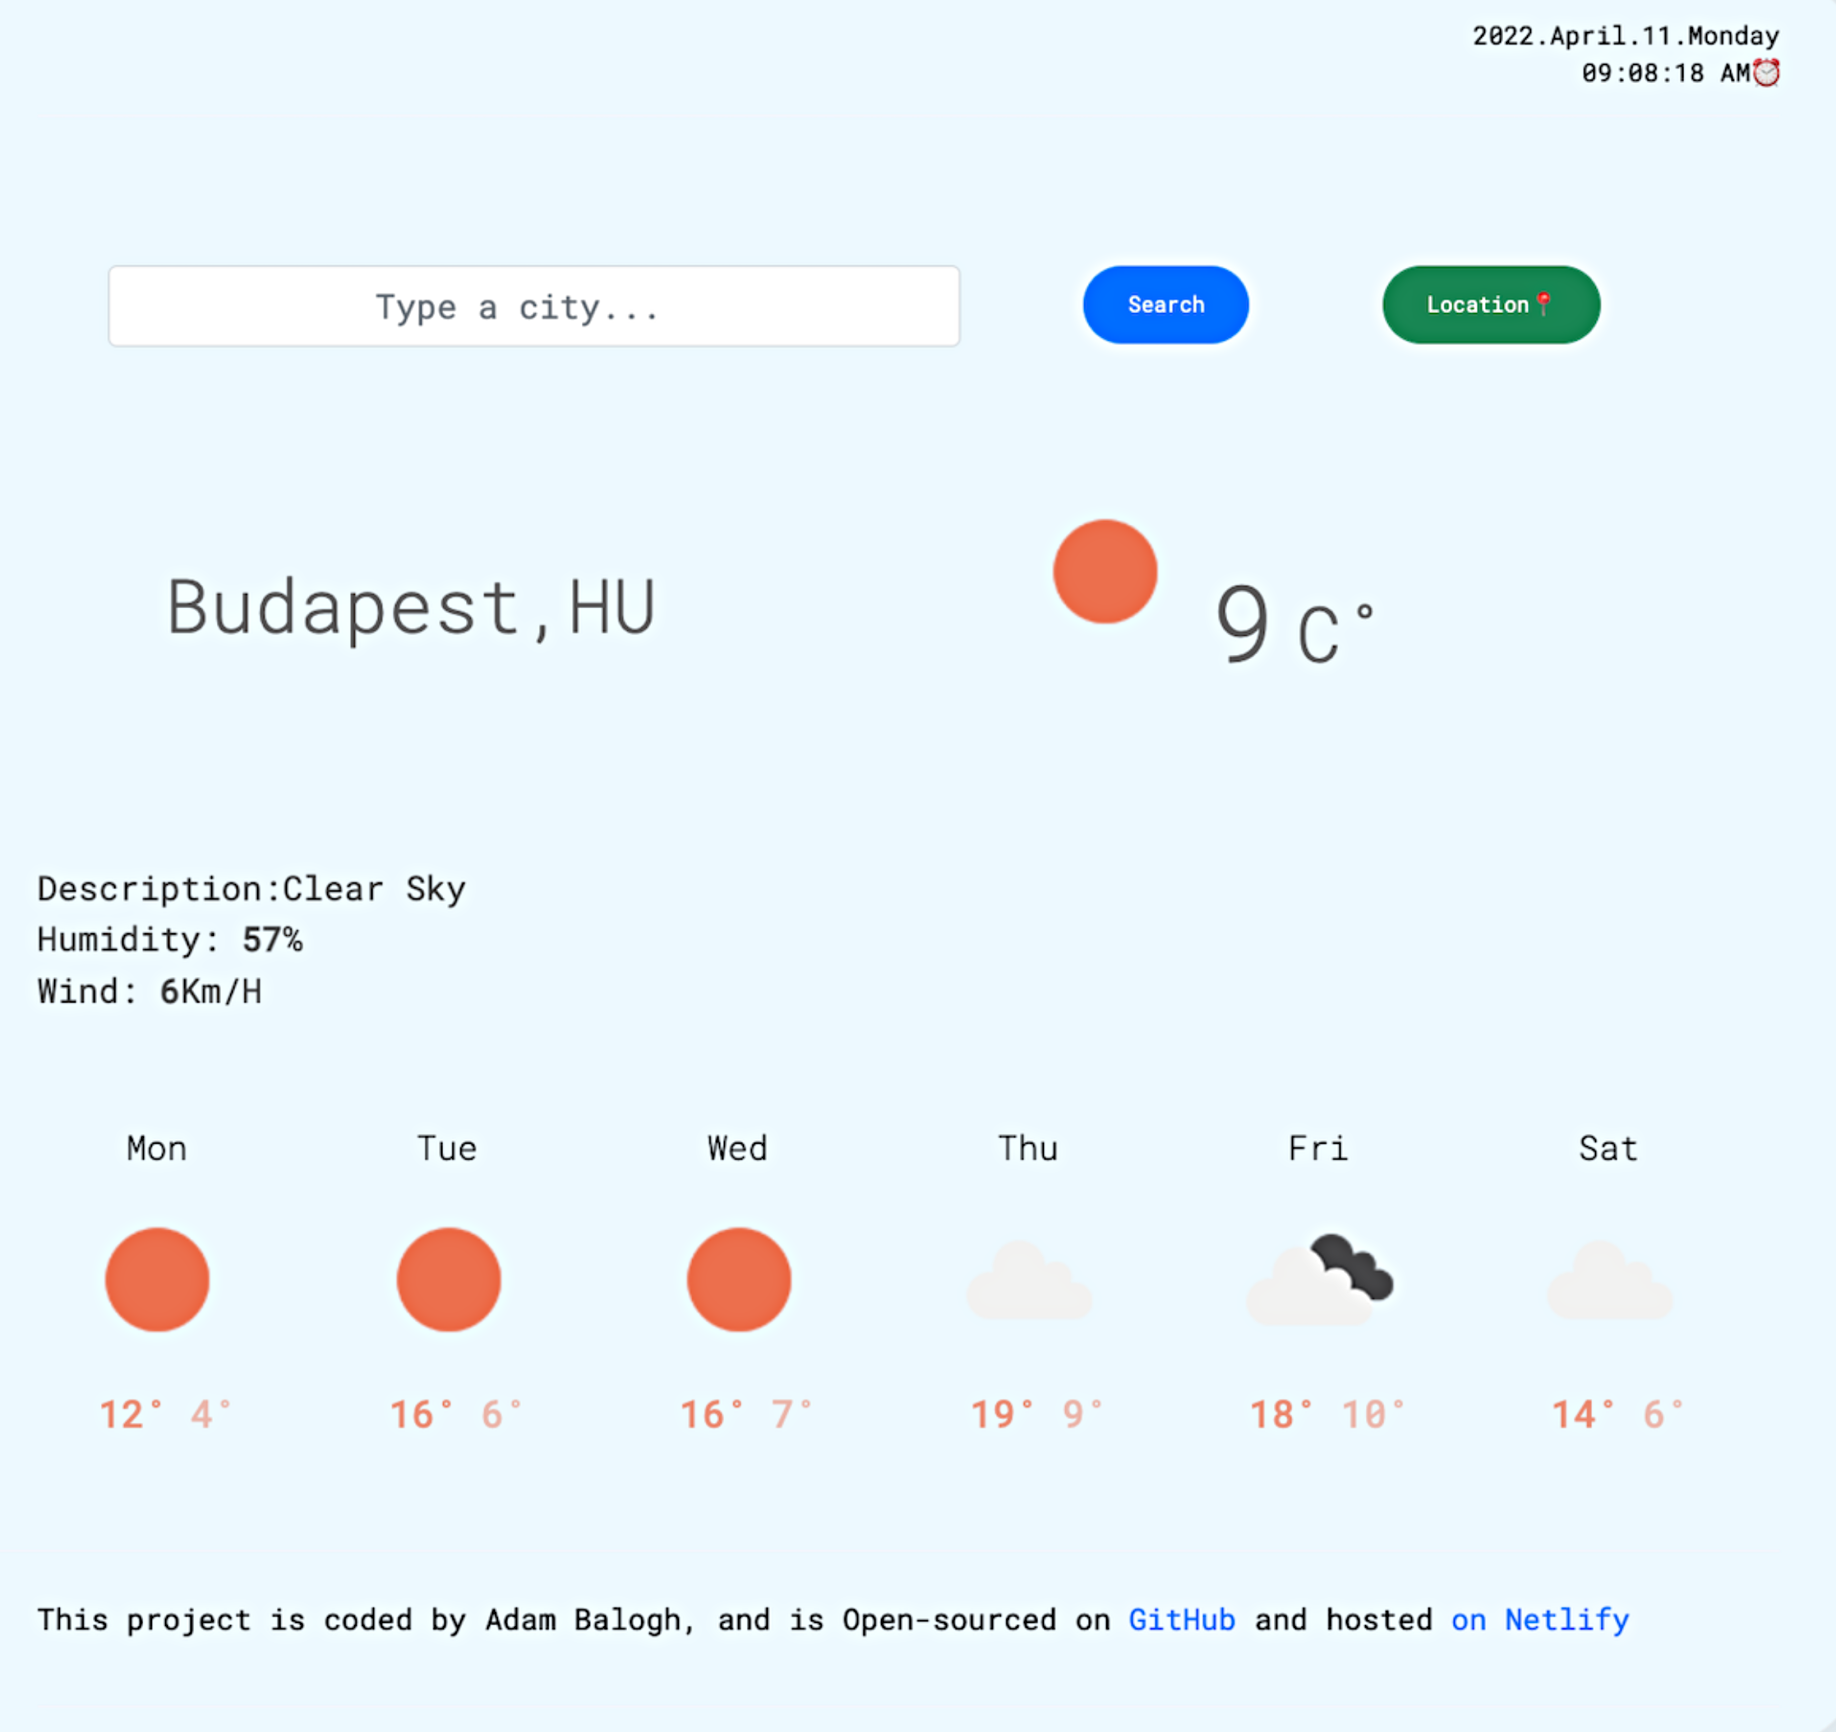 2022.April.11.Monday
09:08:18 AM⏰
Type a city...
Search
Location📍
Budapest,HU
9 C°
Description:Clear Sky
Humidity: 57%
Wind: 6Km/H
Mon Tue Wed Thu Fri Sat
12° 4° 16° 6° 16° 7° 19° 9° 18° 10° 14° 6°
This project is coded by Adam Balogh, and is Open-sourced on GitHub and hosted on Netlify